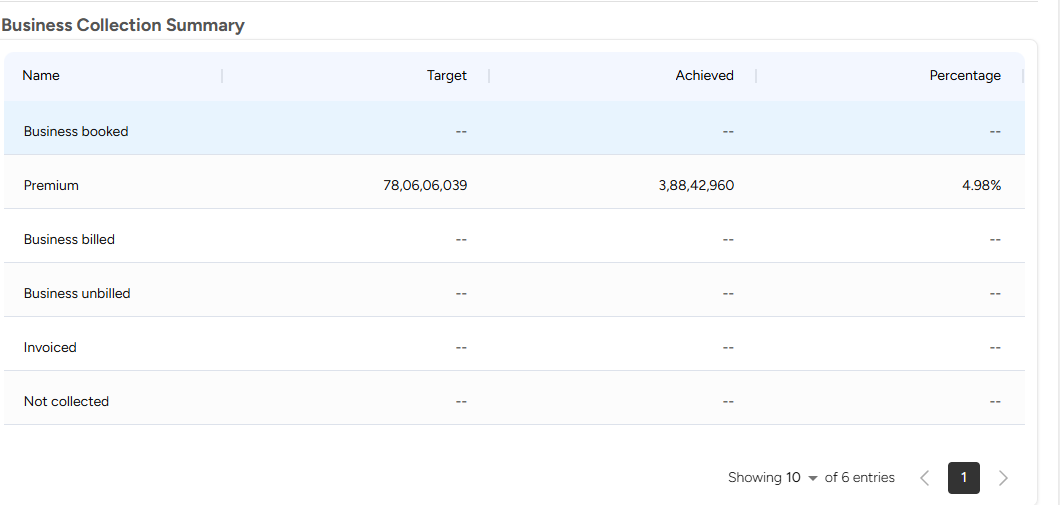 Business Collection Summary
Name Target Achieved Percentage
Business booked -- -- --
Premium 78,06,06,039 3,88,42,960 4.98%
Business billed -- -- --
Business unbilled -- -- --
Invoiced -- -- --
Not collected -- -- --
Showing 10 of 6 entries 1